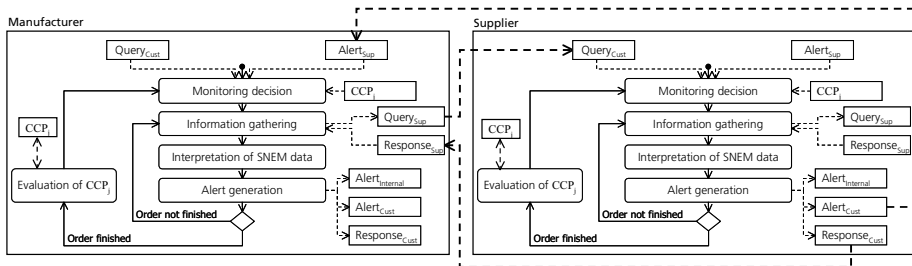 Manufacturer
Query_Cust
Alert_Sup
Monitoring decision
CCP_i
CCP_j
Information gathering
Query_Sup
Response_Sup
Interpretation of SNEM data
Evaluation of CCP_j
Alert generation
Alert_Internal
Order not finished
Alert_Cust
Order finished
Response_Cust
Supplier
Query_Cust
Alert_Sup
Monitoring decision
CCP_i
CCP_j
Information gathering
Query_Sup
Response_Sup
Interpretation of SNEM data
Evaluation of CCP_j
Alert generation
Alert_Internal
Order not finished
Alert_Cust
Order finished
Response_Cust